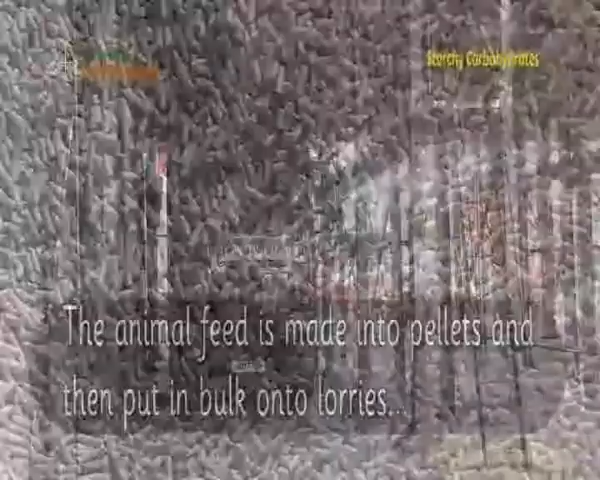 Starchy Carbohydrates
The animal feed is made into pellets and
then put in bulk onto lorries...